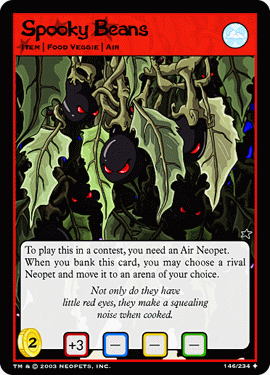 Spooky Beans
Item | Food Veggie | Air
To play this in a contest, you need an Air Neopet.
When you bank this card, you may choose a rival
Neopet and move it to an arena of your choice.
Not only do they have
little red eyes, they make a squealing
noise when cooked.
2 +3 — — —
TM & © 2003 NEOPETS, INC. 146/234 ◆